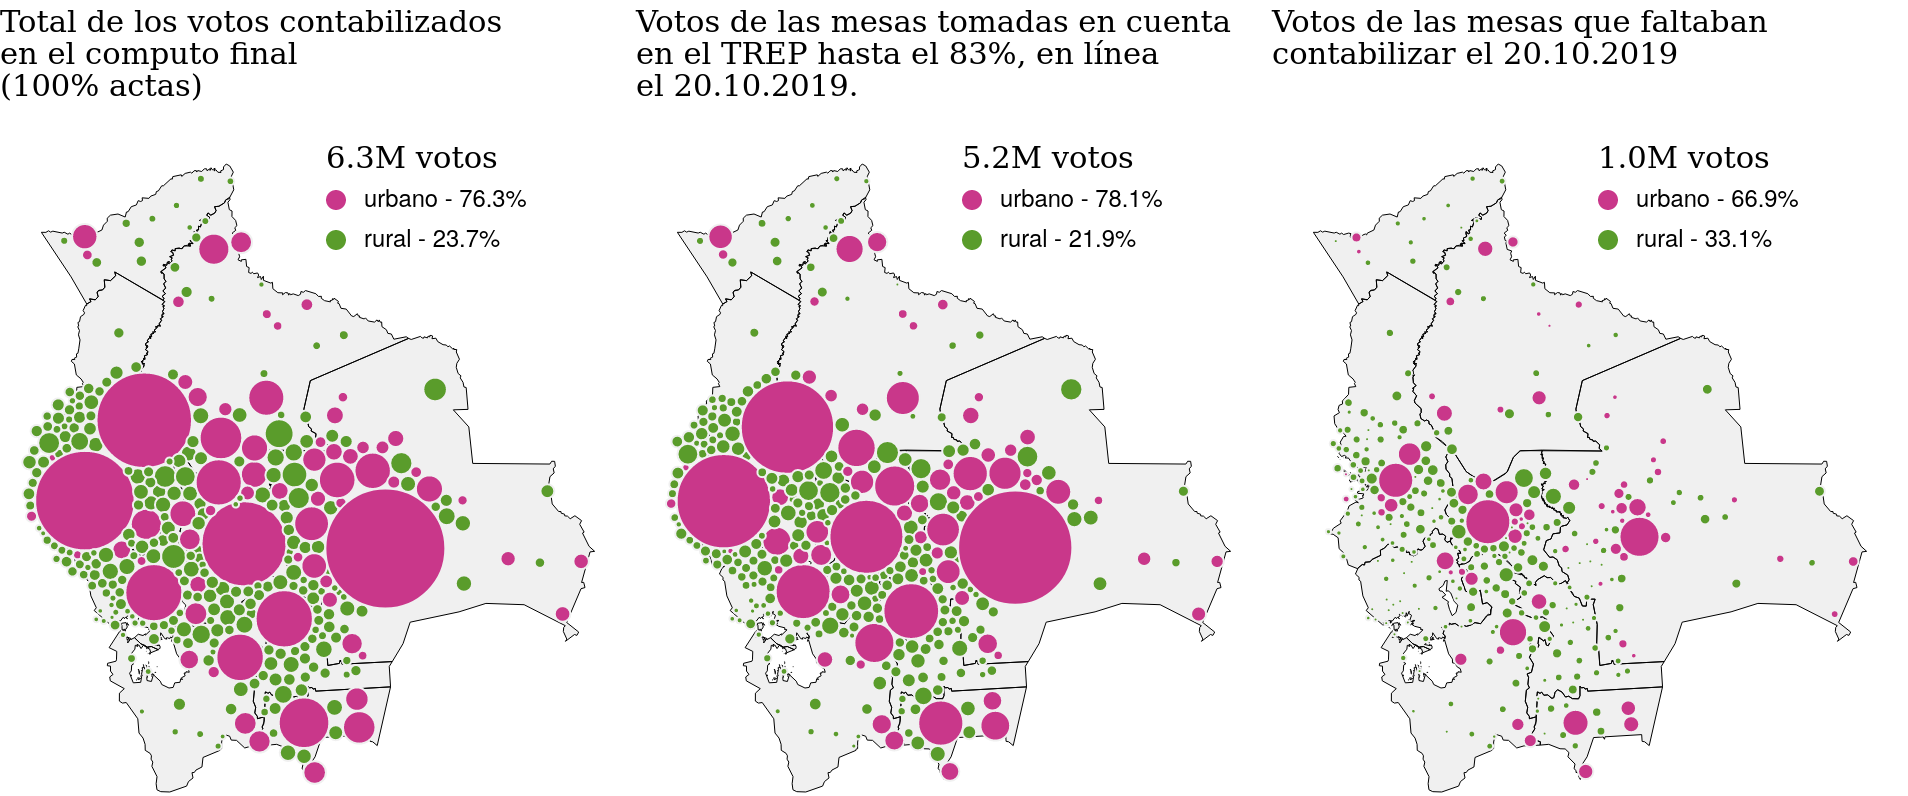 Total de los votos contabilizados
en el computo final
(100% actas)
6.3M votos
urbano - 76.3%
rural - 23.7%
Votos de las mesas tomadas en cuenta
en el TREP hasta el 83%, en línea
el 20.10.2019.
5.2M votos
urbano - 78.1%
rural - 21.9%
Votos de las mesas que faltaban
contabilizar el 20.10.2019
1.0M votos
urbano - 66.9%
rural - 33.1%